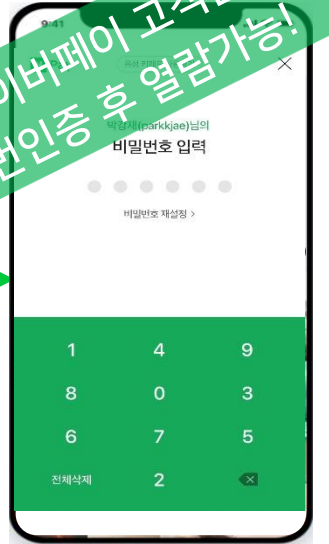 이버페이 고객
번인증 후 열람가능!
9:41
박강재(parkkjae)님의
비밀번호 입력
비밀번호 재설정 >
1 4 9
8 0 3
6 7 5
전체삭제 2